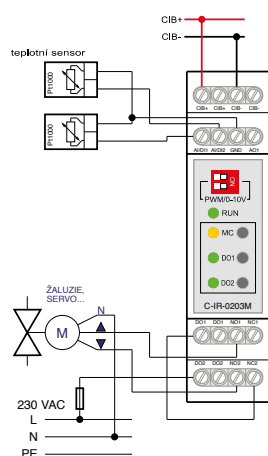 CIB+
CIB-
teplotní sensor
Pt1000
Pt1000
CIB+ CIB- CIB+ CIB-
AI/DI1 AI/DI2 GND AO1
ON
PWM/0-10V
RUN
MC
DO1
DO2
C-IR-0203M
ŽALUZIE,
SERVO...
N
M
DO1 DO1 NO1 NC1
DO2 DO2 NO2 NC2
230 VAC
L
N
PE